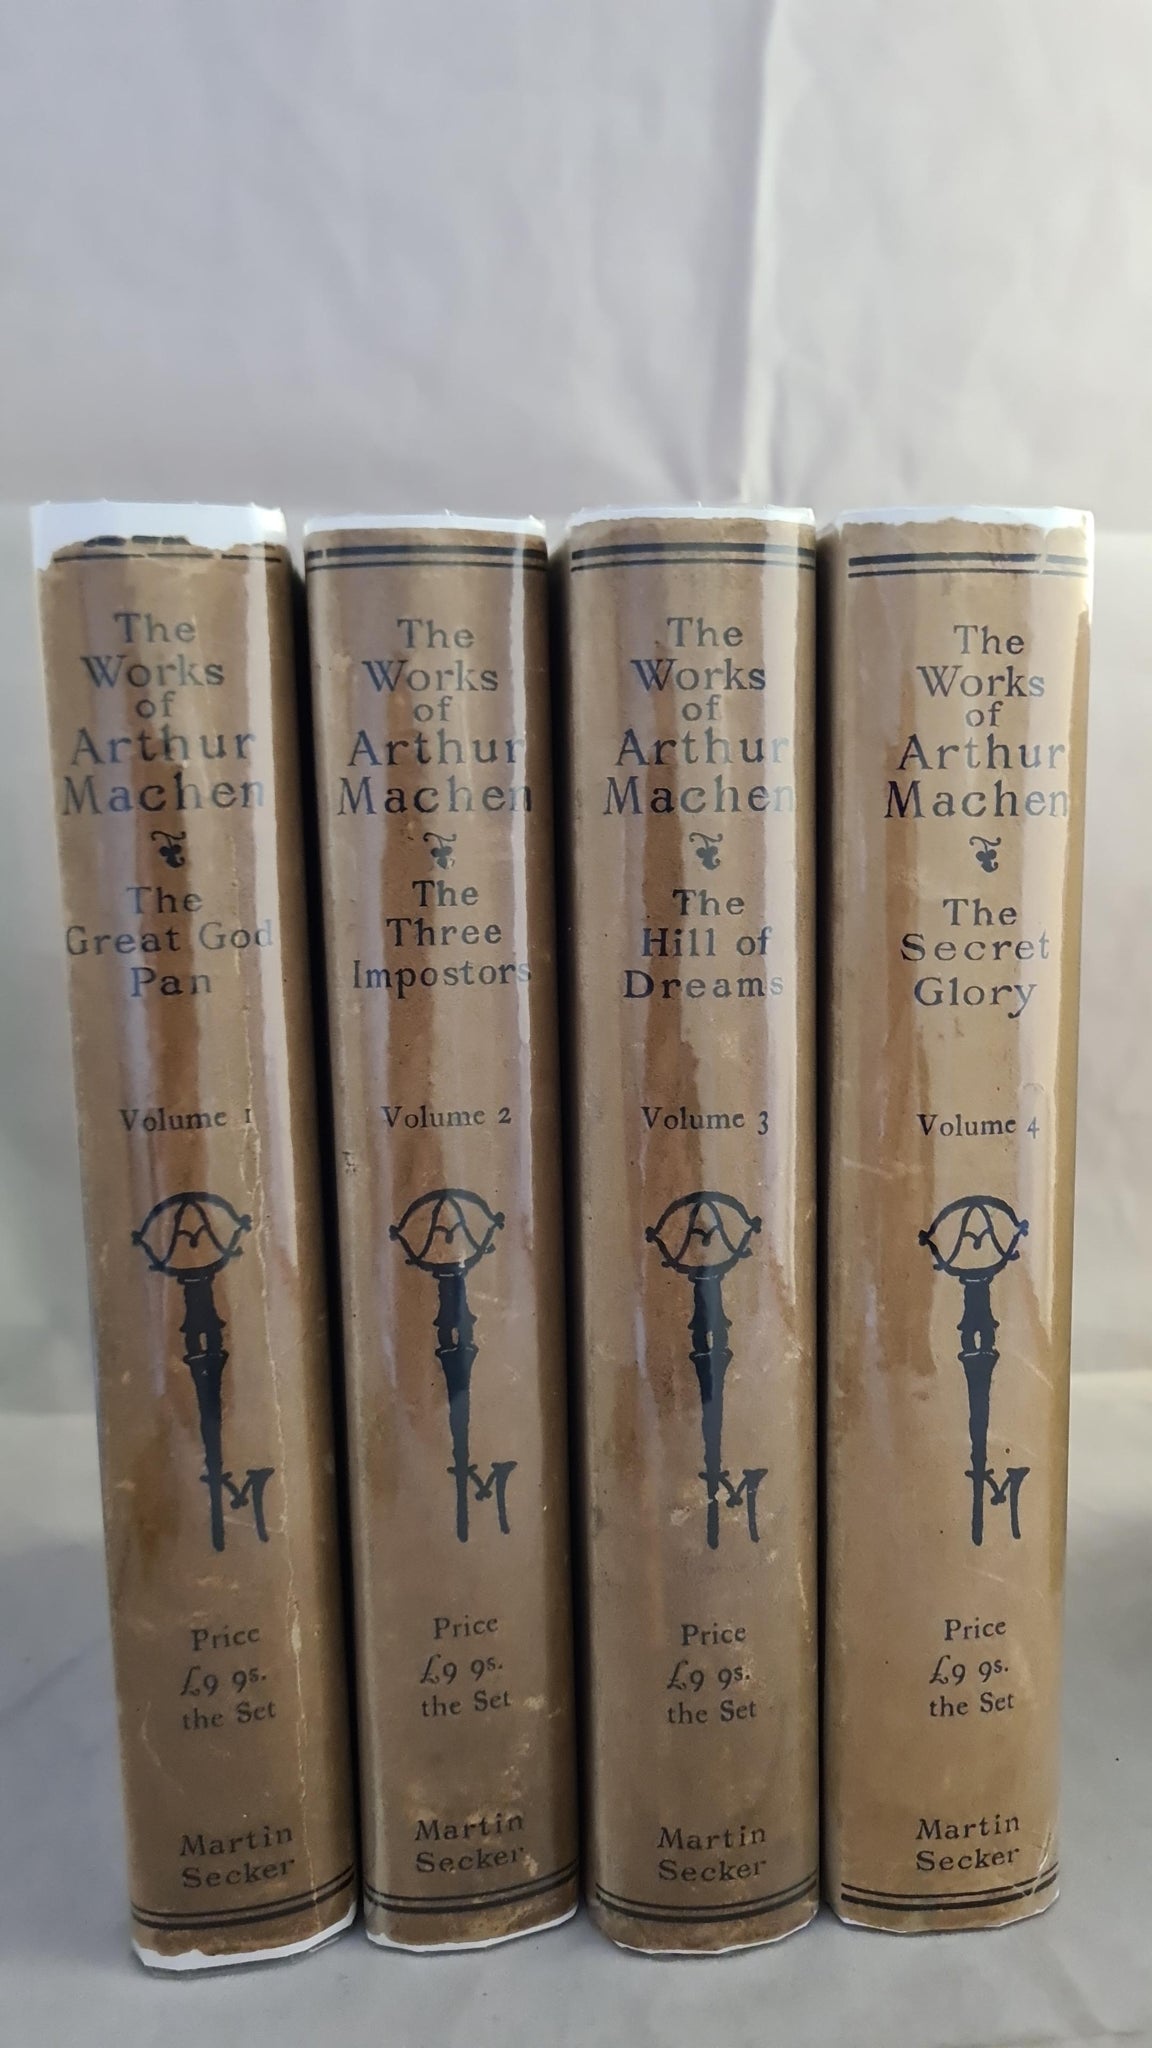 The
Works
of
Arthur
Machen
The
Great God
Pan
Volume 1
Price
£9 9s.
the Set
Martin
Secker
The
Works
of
Arthur
Machen
The
Three
Impostors
Volume 2
Price
£9 9s.
the Set
Martin
Secker
The
Works
of
Arthur
Machen
The
Hill of
Dreams
Volume 3
Price
£9 9s.
the Set
Martin
Secker
The
Works
of
Arthur
Machen
The
Secret
Glory
Volume 4
Price
£9 9s.
the Set
Martin
Secker